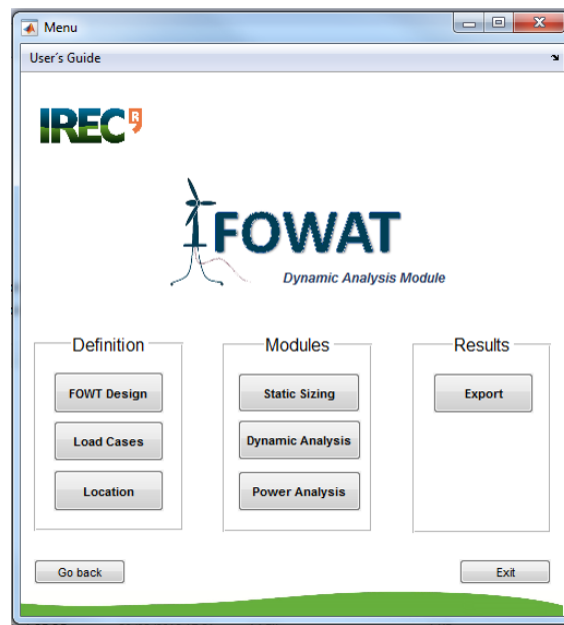 Menu
User´s Guide
IREC R
FOWAT
Dynamic Analysis Module
Definition
FOWT Design
Load Cases
Location
Modules
Static Sizing
Dynamic Analysis
Power Analysis
Results
Export
Go back
Exit